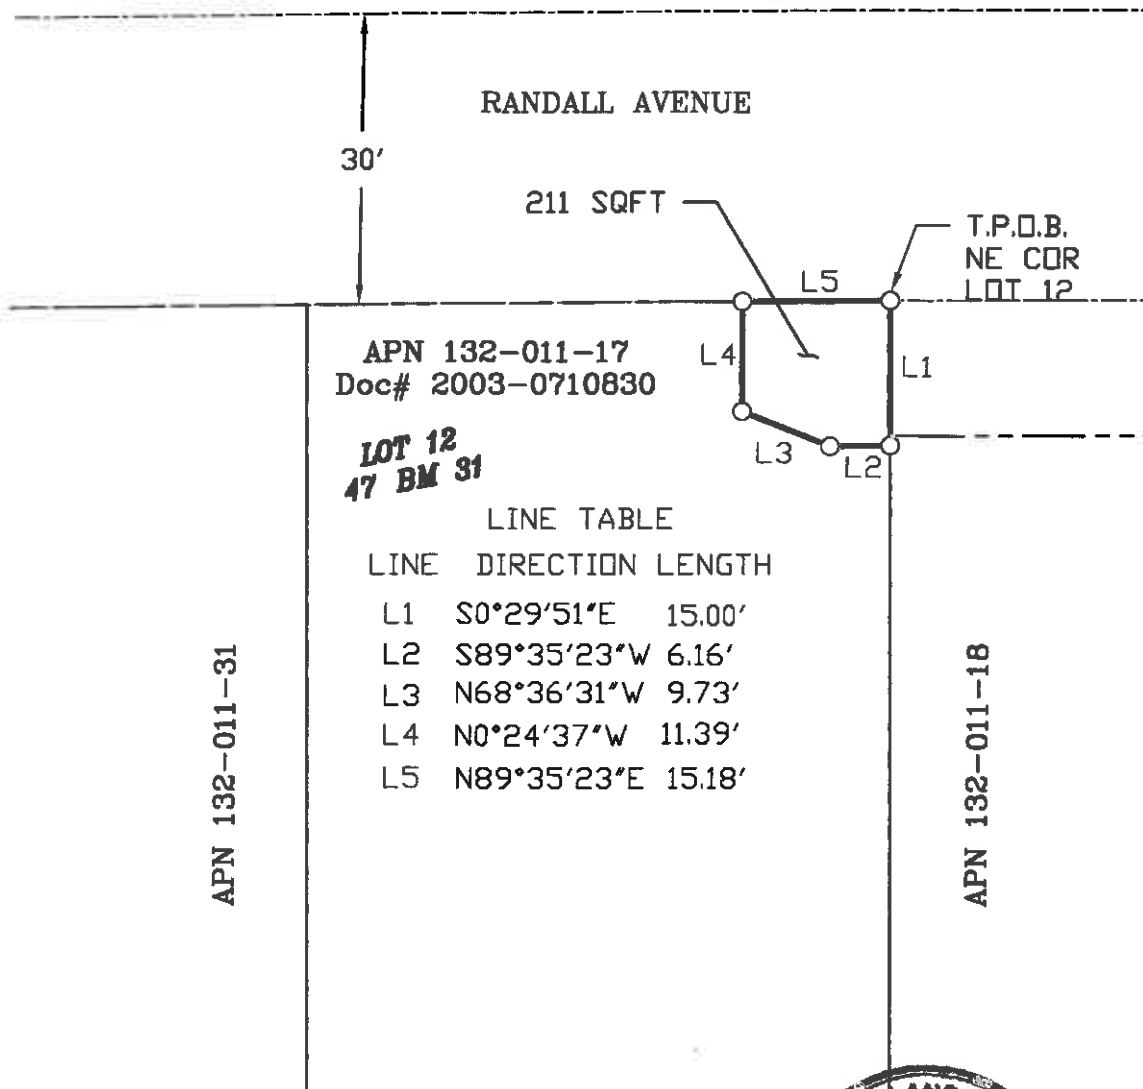 RANDALL AVENUE
30'
211 SQFT
T.P.O.B.
NE COR
LOT 12
L5
L4
L1
L3
L2
APN 132-011-17
Doc# 2003-0710830
LOT 12
47 BM 31
LINE TABLE
LINE DIRECTION LENGTH
L1 S0°29'51"E 15.00'
L2 S89°35'23"W 6.16'
L3 N68°36'31"W 9.73'
L4 N0°24'37"W 11.39'
L5 N89°35'23"E 15.18'
APN 132-011-31
APN 132-011-18